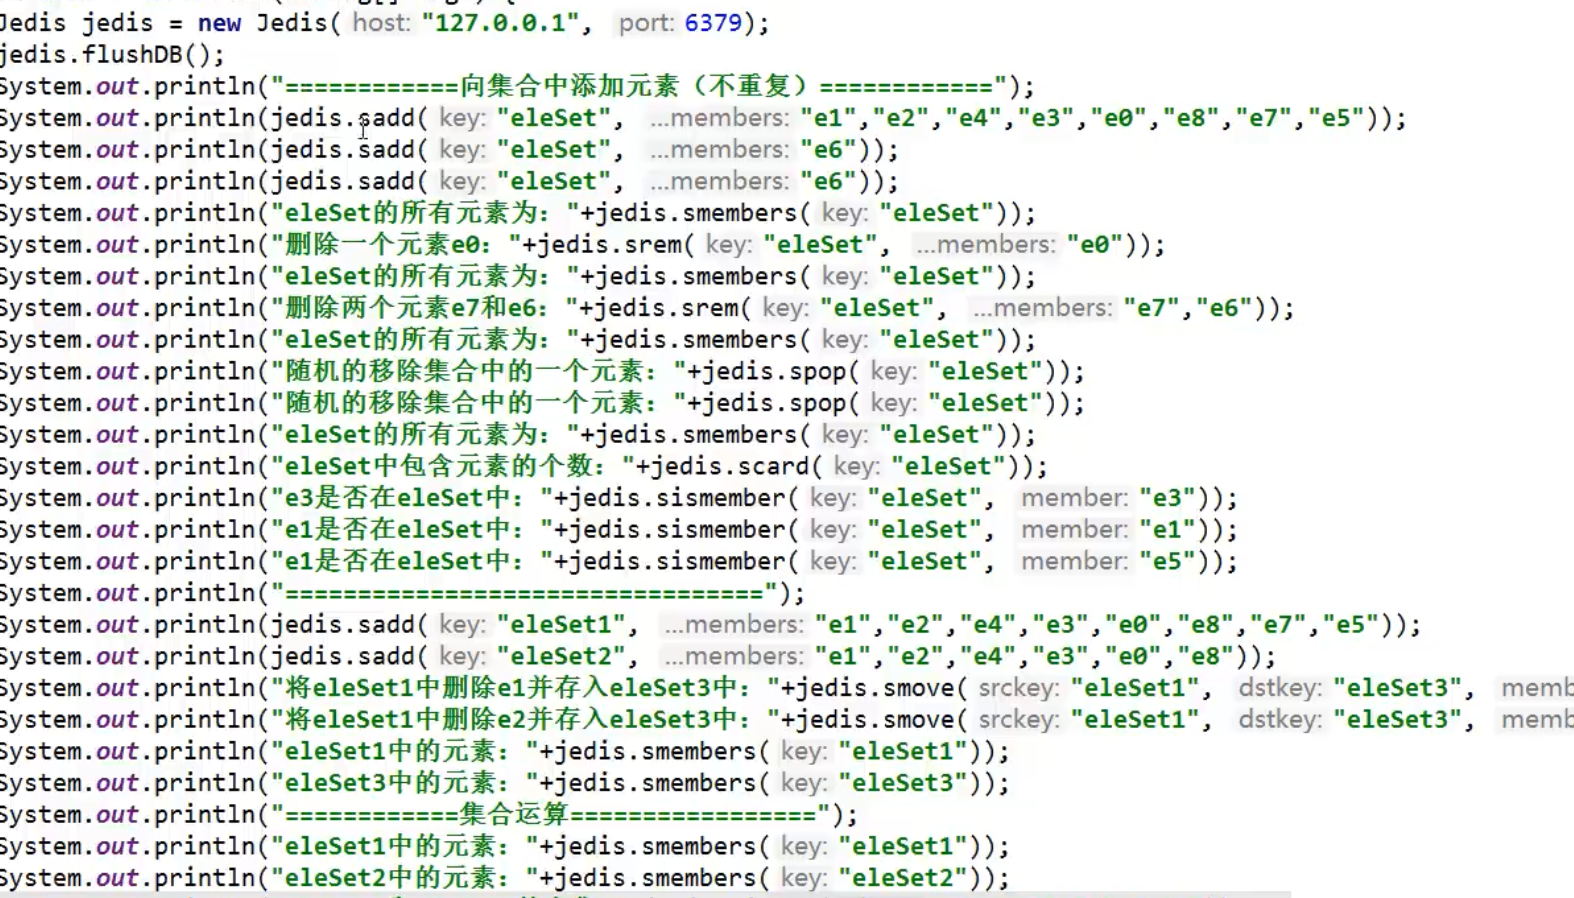 Jedis jedis = new Jedis( host: "127.0.0.1", port: 6379);
jedis.flushDB();
System.out.println("============向集合中添加元素（不重复）============");
System.out.println(jedis.sadd( key: "eleSet", ...members: "e1","e2","e4","e3","e0","e8","e7","e5"));
System.out.println(jedis.sadd( key: "eleSet", ...members: "e6"));
System.out.println(jedis.sadd( key: "eleSet", ...members: "e6"));
System.out.println("eleSet的所有元素为："+jedis.smembers( key: "eleSet"));
System.out.println("删除一个元素e0："+jedis.srem( key: "eleSet", ...members: "e0"));
System.out.println("eleSet的所有元素为："+jedis.smembers( key: "eleSet"));
System.out.println("删除两个元素e7和e6："+jedis.srem( key: "eleSet", ...members: "e7","e6"));
System.out.println("eleSet的所有元素为："+jedis.smembers( key: "eleSet"));
System.out.println("随机的移除集合中的一个元素："+jedis.spop( key: "eleSet"));
System.out.println("随机的移除集合中的一个元素："+jedis.spop( key: "eleSet"));
System.out.println("eleSet的所有元素为："+jedis.smembers( key: "eleSet"));
System.out.println("eleSet中包含元素的个数："+jedis.scard( key: "eleSet"));
System.out.println("e3是否在eleSet中："+jedis.sismember( key: "eleSet", member: "e3"));
System.out.println("e1是否在eleSet中："+jedis.sismember( key: "eleSet", member: "e1"));
System.out.println("e1是否在eleSet中："+jedis.sismember( key: "eleSet", member: "e5"));
System.out.println("=================================");
System.out.println(jedis.sadd( key: "eleSet1", ...members: "e1","e2","e4","e3","e0","e8","e7","e5"));
System.out.println(jedis.sadd( key: "eleSet2", ...members: "e1","e2","e4","e3","e0","e8"));
System.out.println("将eleSet1中删除e1并存入eleSet3中："+jedis.smove( srckey: "eleSet1", dstkey: "eleSet3", memb
System.out.println("将eleSet1中删除e2并存入eleSet3中："+jedis.smove( srckey: "eleSet1", dstkey: "eleSet3", memb
System.out.println("eleSet1中的元素："+jedis.smembers( key: "eleSet1"));
System.out.println("eleSet3中的元素："+jedis.smembers( key: "eleSet3"));
System.out.println("============集合运算=================");
System.out.println("eleSet1中的元素："+jedis.smembers( key: "eleSet1"));
System.out.println("eleSet2中的元素："+jedis.smembers( key: "eleSet2"));